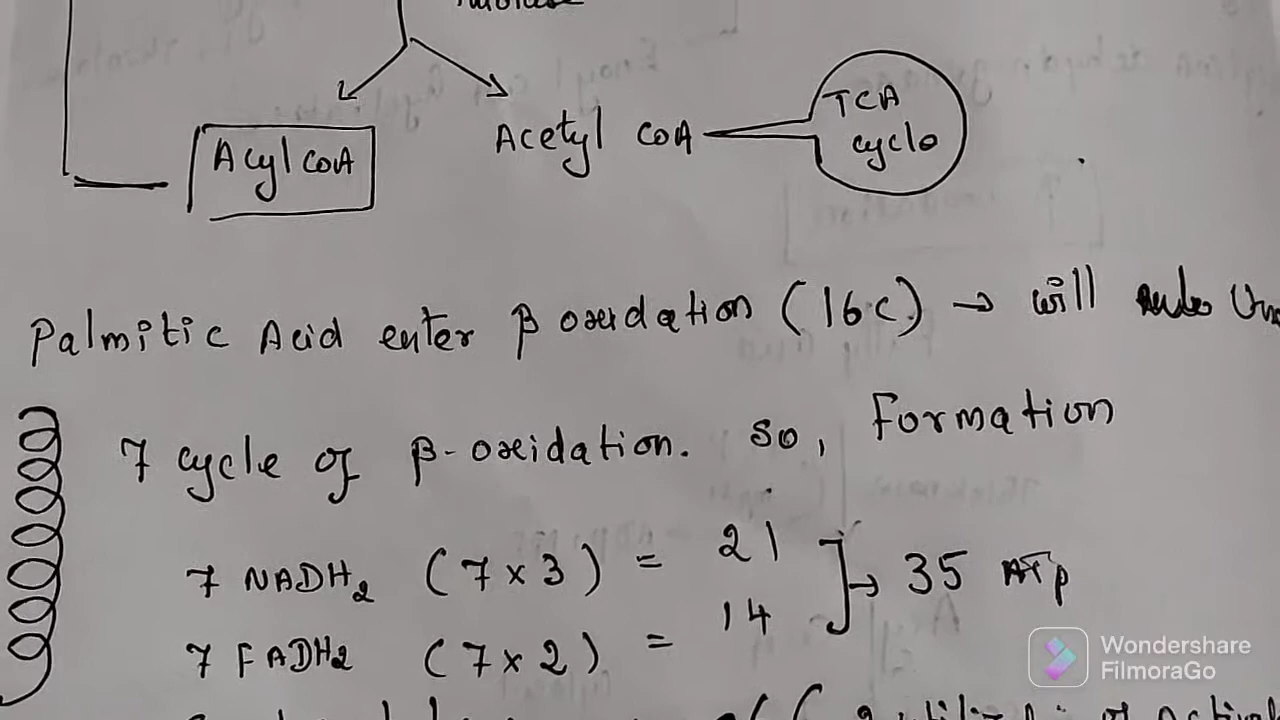 Acyl CoA
Acetyl CoA
TCA
cycle
Palmitic Acid enter β oxidation (16C) → will
7 cycle of β-oxidation. So, Formation
7 NADH2 (7 x 3) = 21
7 FADH2 (7 x 2) = 14
] → 35 ATP
Wondershare
FilmoraGo